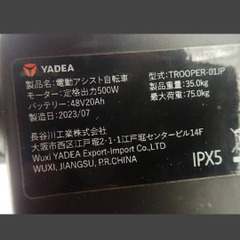 YADEA
製品名：電動アシスト自転車
型式：TROOPER-01JP
モーター：定格出力500W
製品重量：35.0kg
バッテリー：48V20Ah
最大荷重：75.0kg
製造日：2023/07
長谷川工業株式会社
大阪市西区江戸堀2-1-1江戸堀センタービル14F
Wuxi YADEA Export-Import Co.,LTD
WUXI, JIANGSU, P.R.CHINA
IPX5